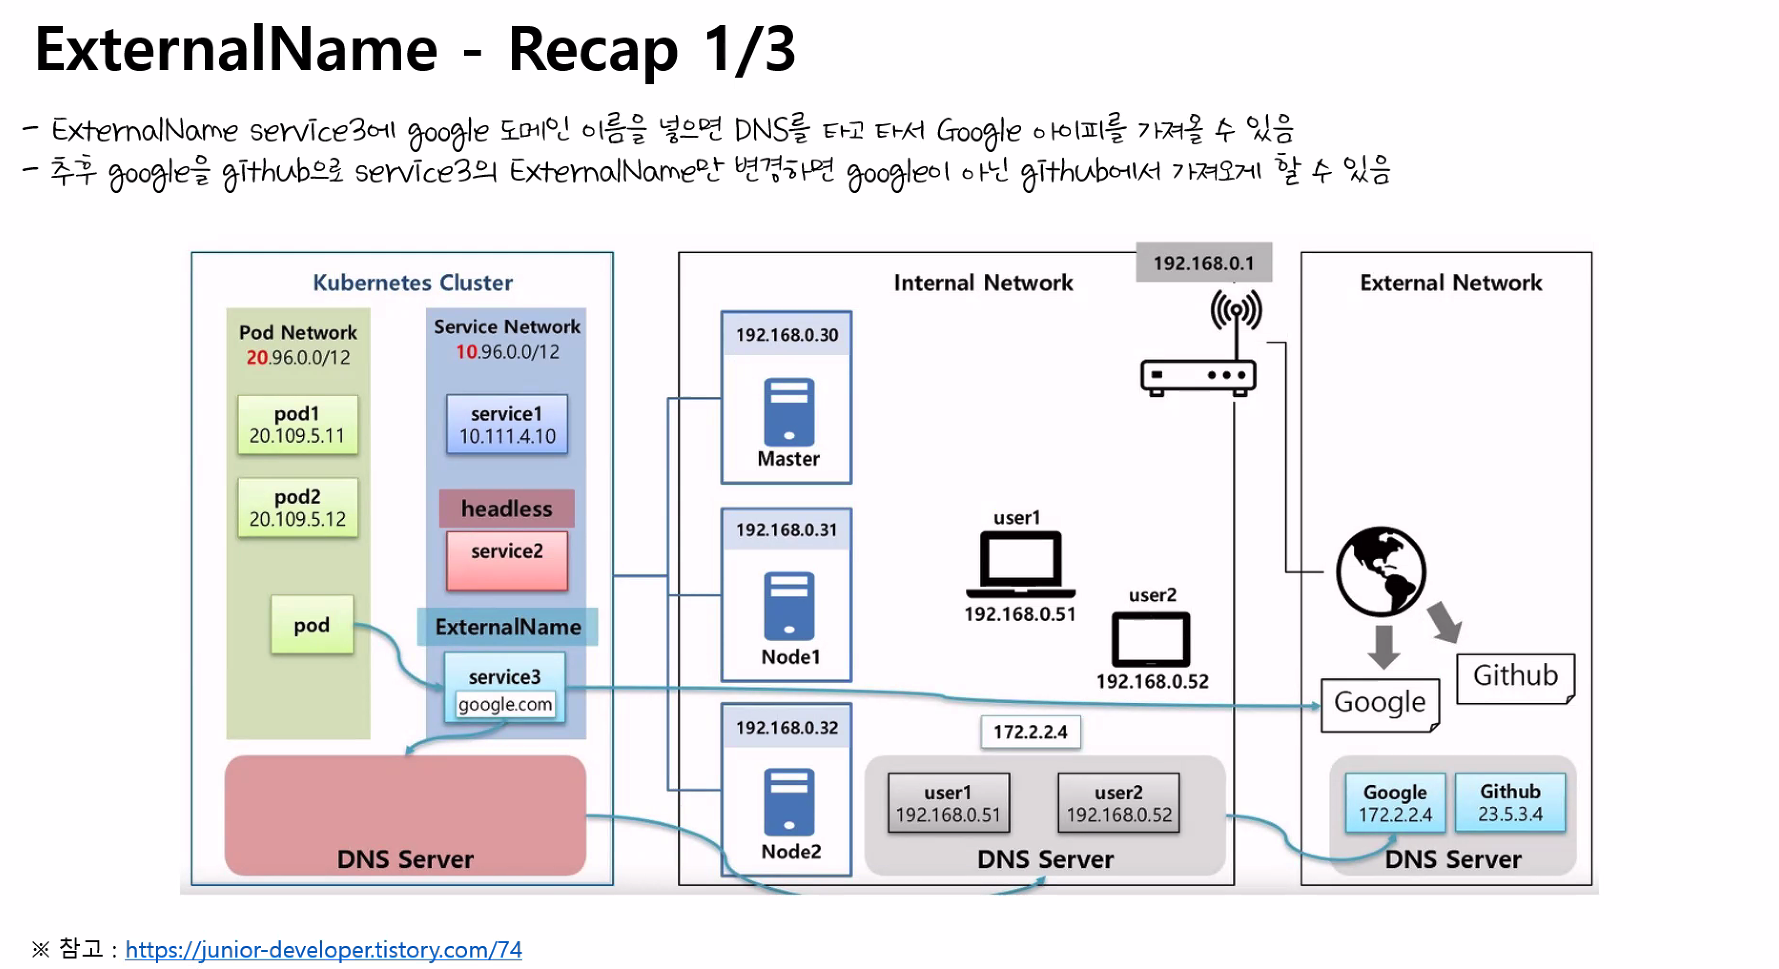 ExternalName - Recap 1/3
- ExternalName service3에 google 도메인 이름을 넣으면 DNS를 타고 타서 Google 아이피를 가져올 수 있음
- 추후 google을 github으로 service3의 ExternalName만 변경하면 google이 아닌 github에서 가져오게 할 수 있음
Kubernetes Cluster
Pod Network
20.96.0.0/12
pod1
20.109.5.11
pod2
20.109.5.12
pod
Service Network
10.96.0.0/12
service1
10.111.4.10
headless
service2
ExternalName
service3
google.com
DNS Server
Internal Network
192.168.0.1
192.168.0.30
Master
192.168.0.31
Node1
192.168.0.32
Node2
user1
192.168.0.51
user2
192.168.0.52
172.2.2.4
user1
192.168.0.51
user2
192.168.0.52
DNS Server
External Network
Google
Github
Google
172.2.2.4
Github
23.5.3.4
DNS Server
※ 참고 : https://junior-developer.tistory.com/74